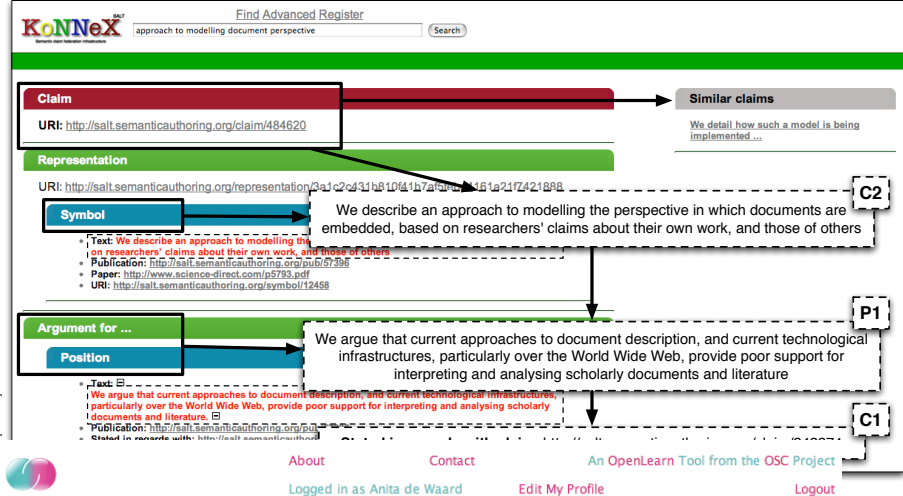 KoNNeX SALT
Semantic claim federation infrastructure
Find Advanced Register
approach to modelling document perspective
Search
Claim
URI: http://salt.semanticauthoring.org/claim/484620
Similar claims
We detail how such a model is being
implemented ...
Representation
URI: http://salt.semanticauthoring.org/representation/3a1c2c431b810f41b7af5fe 1161a21f7421888
C2
Symbol
We describe an approach to modelling the perspective in which documents are
embedded, based on researchers' claims about their own work, and those of others
Text: We describe an approach to modelling the
on researchers' claims about their own work, and those of others
Publication: http://salt.semanticauthoring.org/pub/57396
Paper: http://www.science-direct.com/p5793.pdf
URI: http://salt.semanticauthoring.org/symbol/12458
P1
Argument for ...
Position
We argue that current approaches to document description, and current technological
infrastructures, particularly over the World Wide Web, provide poor support for
interpreting and analysing scholarly documents and literature
Text:
We argue that current approaches to document description, and current technological infrastructures,
particularly over the World Wide Web, provide poor support for interpreting and analysing scholarly
documents and literature.
Publication: http://salt.semanticauthoring.org/pu
C1
Stated in regards with: http://salt.semanticauthori
About
Contact
An OpenLearn Tool from the OSC Project
Logged in as Anita de Waard
Edit My Profile
Logout